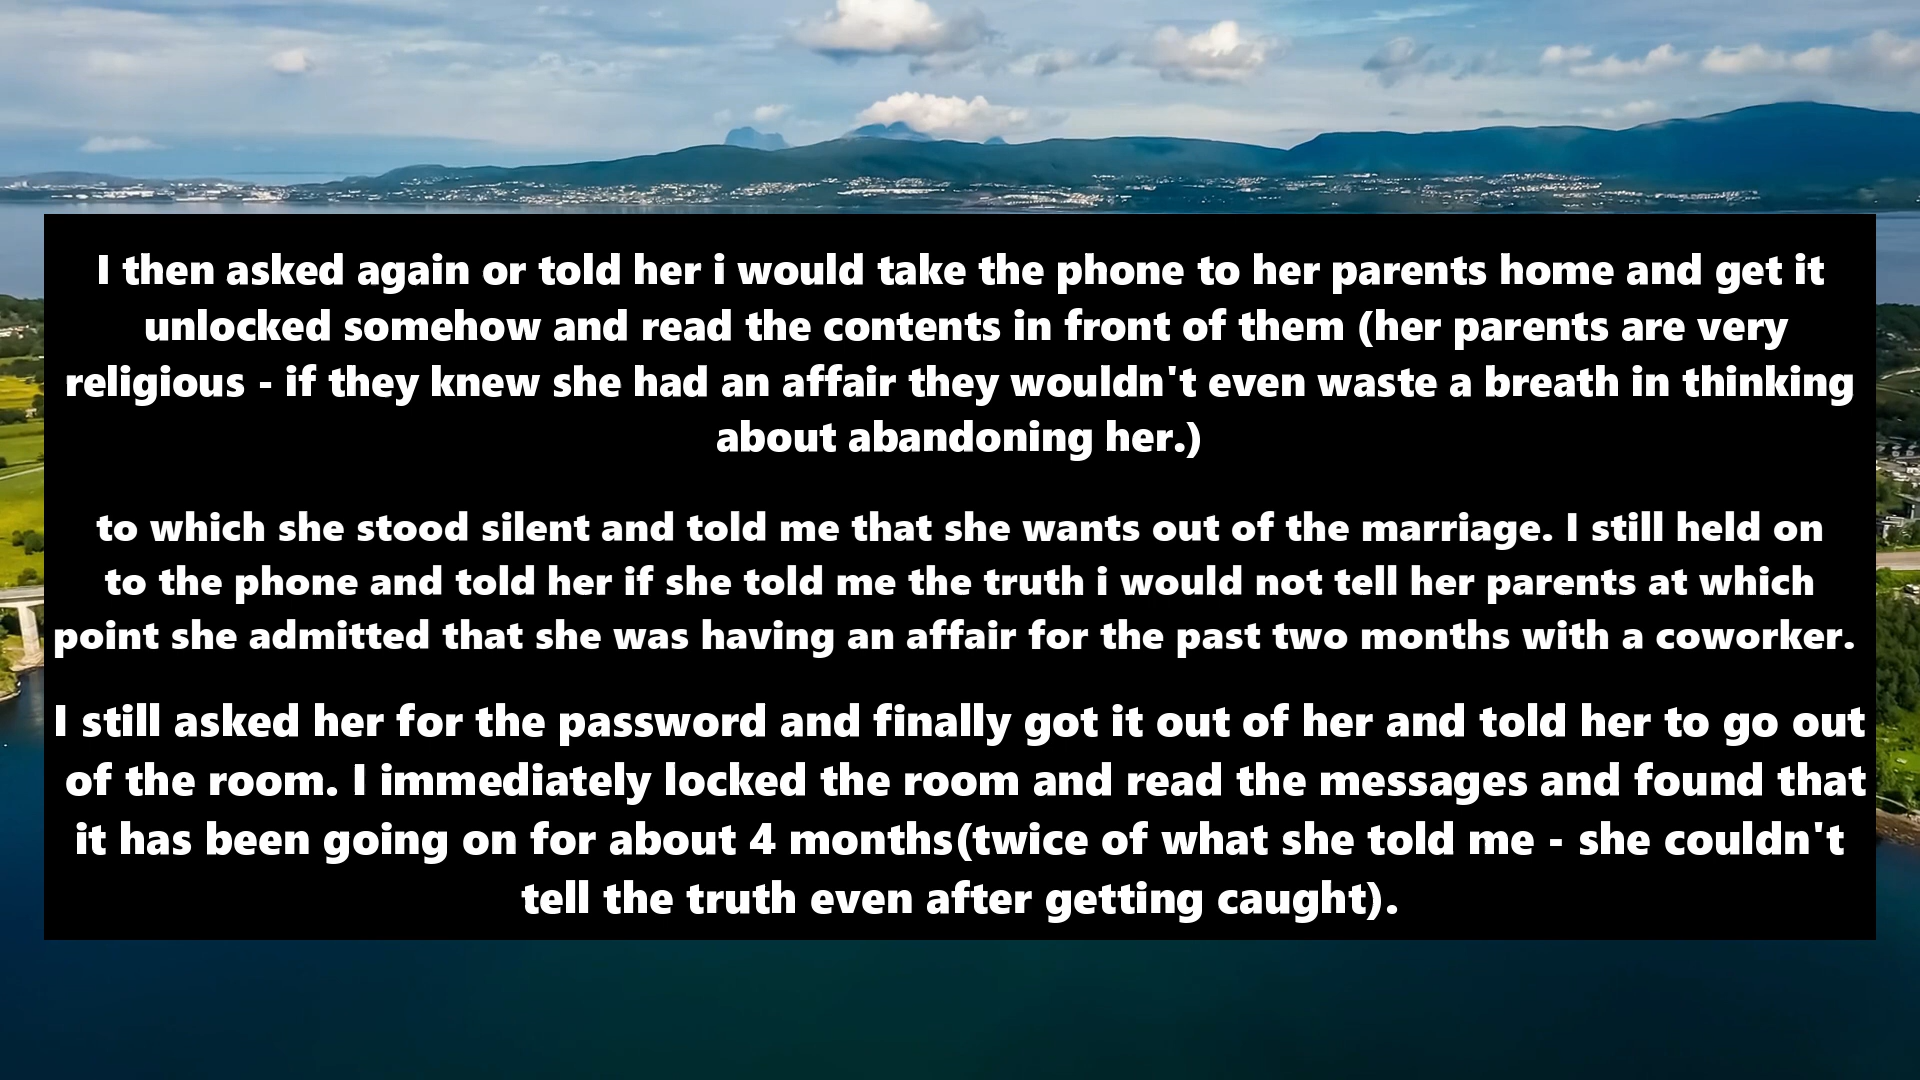 I then asked again or told her i would take the phone to her parents home and get it
unlocked somehow and read the contents in front of them (her parents are very
religious - if they knew she had an affair they wouldn't even waste a breath in thinking
about abandoning her.)
to which she stood silent and told me that she wants out of the marriage. I still held on
to the phone and told her if she told me the truth i would not tell her parents at which
point she admitted that she was having an affair for the past two months with a coworker.
I still asked her for the password and finally got it out of her and told her to go out
of the room. I immediately locked the room and read the messages and found that
it has been going on for about 4 months(twice of what she told me - she couldn't
tell the truth even after getting caught).